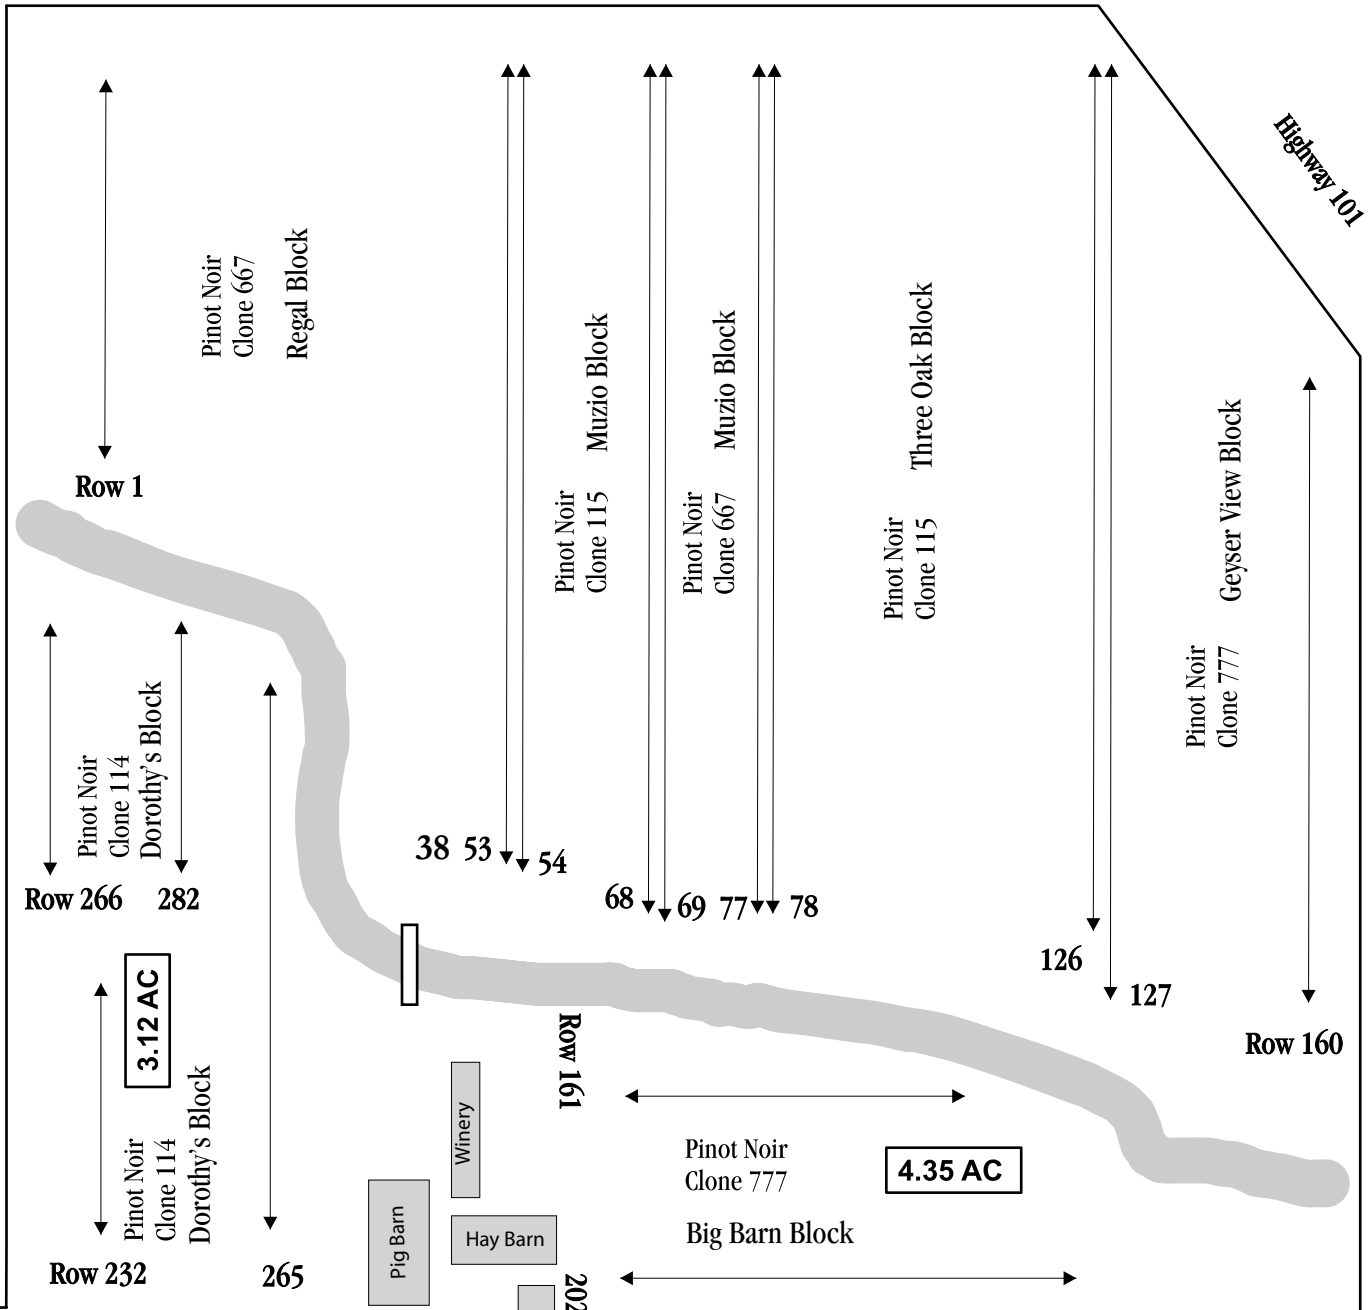 Highway 101
Pinot Noir
Clone 667
Regal Block
Row 1
Pinot Noir
Clone 115
Muzio Block
Pinot Noir
Clone 667
Muzio Block
Pinot Noir
Clone 115
Three Oak Block
Pinot Noir
Clone 777
Geyser View Block
Pinot Noir
Clone 114
Dorothy's Block
38 53
54
68
69
77
78
126
127
Row 160
Row 266
282
3.12 AC
Pinot Noir
Clone 114
Dorothy's Block
Row 232
265
Row 161
Winery
Pig Barn
Hay Barn
202
Pinot Noir
Clone 777
4.35 AC
Big Barn Block